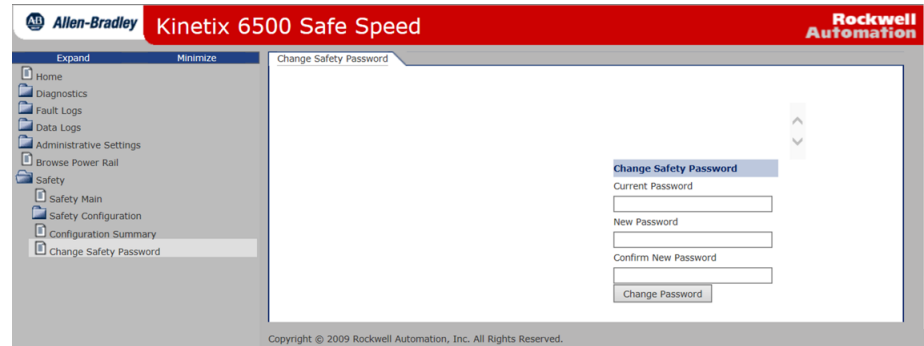 AB Allen-Bradley Kinetix 6500 Safe Speed Rockwell Automation
Expand Minimize
Home
Diagnostics
Fault Logs
Data Logs
Administrative Settings
Browse Power Rail
Safety
Safety Main
Safety Configuration
Configuration Summary
Change Safety Password
Change Safety Password
Change Safety Password
Current Password
New Password
Confirm New Password
Change Password
Copyright © 2009 Rockwell Automation, Inc. All Rights Reserved.